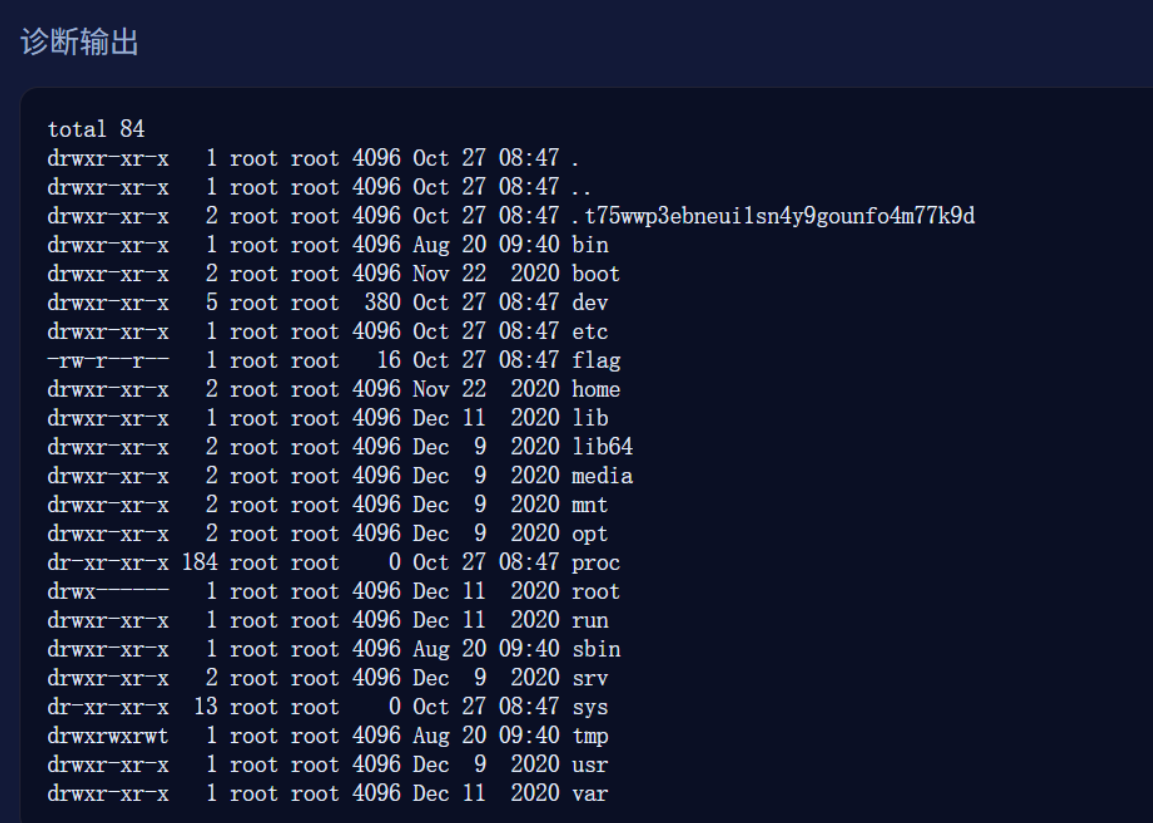 诊断输出
total 84
drwxr-xr-x   1 root root 4096 Oct 27 08:47 .
drwxr-xr-x   1 root root 4096 Oct 27 08:47 ..
drwxr-xr-x   2 root root 4096 Oct 27 08:47 .t75wwp3ebneui1sn4y9gounfo4m77k9d
drwxr-xr-x   1 root root 4096 Aug 20 09:40 bin
drwxr-xr-x   2 root root 4096 Nov 22  2020 boot
drwxr-xr-x   5 root root  380 Oct 27 08:47 dev
drwxr-xr-x   1 root root 4096 Oct 27 08:47 etc
-rw-r--r--   1 root root   16 Oct 27 08:47 flag
drwxr-xr-x   2 root root 4096 Nov 22  2020 home
drwxr-xr-x   1 root root 4096 Dec 11  2020 lib
drwxr-xr-x   2 root root 4096 Dec  9  2020 lib64
drwxr-xr-x   2 root root 4096 Dec  9  2020 media
drwxr-xr-x   2 root root 4096 Dec  9  2020 mnt
drwxr-xr-x   2 root root 4096 Dec  9  2020 opt
dr-xr-xr-x 184 root root    0 Oct 27 08:47 proc
drwx------   1 root root 4096 Dec 11  2020 root
drwxr-xr-x   1 root root 4096 Dec 11  2020 run
drwxr-xr-x   1 root root 4096 Aug 20 09:40 sbin
drwxr-xr-x   2 root root 4096 Dec  9  2020 srv
dr-xr-xr-x  13 root root    0 Oct 27 08:47 sys
drwxrwxrwt   1 root root 4096 Aug 20 09:40 tmp
drwxr-xr-x   1 root root 4096 Dec  9  2020 usr
drwxr-xr-x   1 root root 4096 Dec 11  2020 var